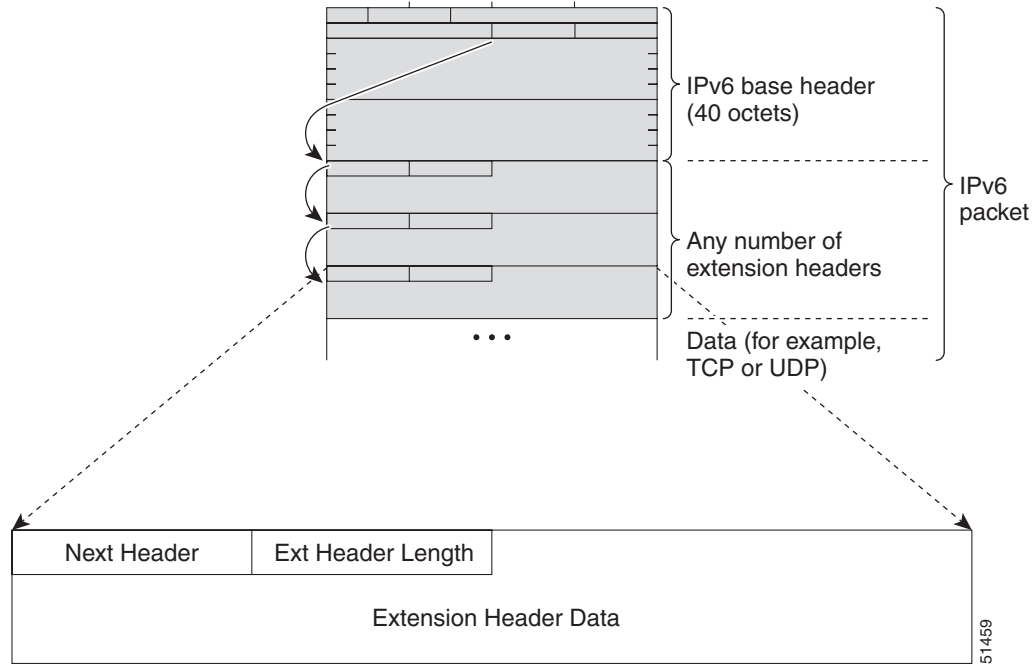 IPv6 base header
(40 octets)
IPv6
packet
Any number of
extension headers
Data (for example,
TCP or UDP)
Next Header
Ext Header Length
Extension Header Data
51459